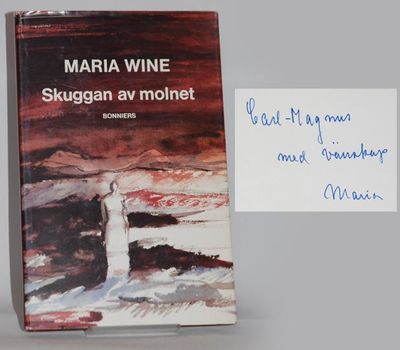 MARIA WINE
Skuggan av molnet
BONNIERS
Carl-Magnus
med vänskap
Maria